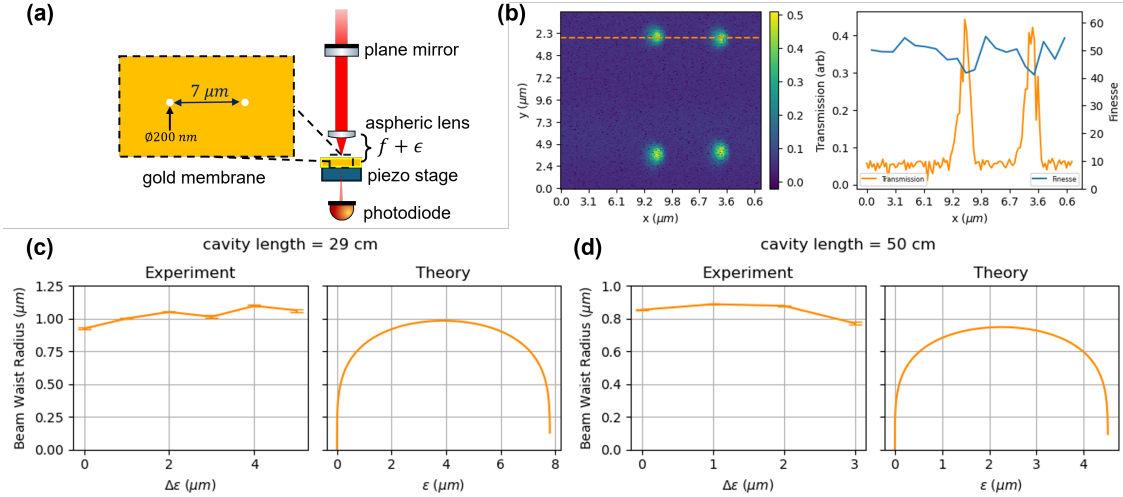 (a)
plane mirror
7 μm
Ø200 nm
aspheric lens
f + ϵ
gold membrane
piezo stage
photodiode
(b)
y (μm)
2.3
4.8
7.2
9.6
7.3
4.9
2.4
0.0
0.0 3.1 6.1 9.2 9.8 6.7 3.6 0.6
x (μm)
0.5
0.4
0.3
0.2
0.1
0.0
Transmission (arb)
0.4
0.3
0.2
0.1
0.0
Transmission
Finesse
0.0 3.1 6.1 9.2 9.8 6.7 3.6 0.6
x (μm)
60
50
40
30
20
10
0
Finesse
(c)
cavity length = 29 cm
Experiment
Theory
Beam Waist Radius (μm)
1.25
1.00
0.75
0.50
0.25
0.00
0 2 4
Δε (μm)
0 2 4 6 8
ε (μm)
(d)
cavity length = 50 cm
Experiment
Theory
Beam Waist Radius (μm)
1.0
0.8
0.6
0.4
0.2
0.0
0 1 2 3
Δε (μm)
0 1 2 3 4
ε (μm)